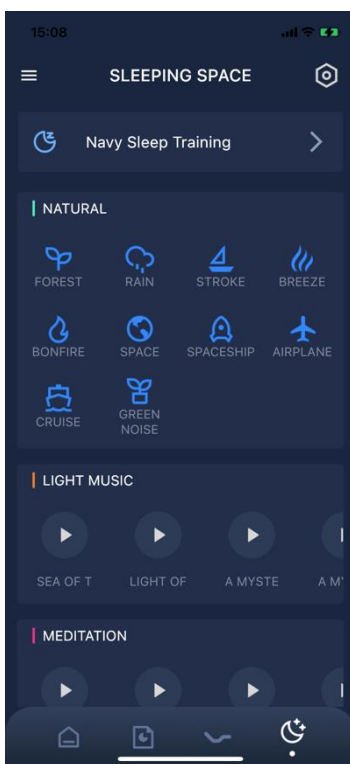 15:08
SLEEPING SPACE
Navy Sleep Training
NATURAL
FOREST
RAIN
STROKE
BREEZE
BONFIRE
SPACE
SPACESHIP
AIRPLANE
CRUISE
GREEN
NOISE
LIGHT MUSIC
SEA OF T
LIGHT OF
A MYSTE
A M
MEDITATION